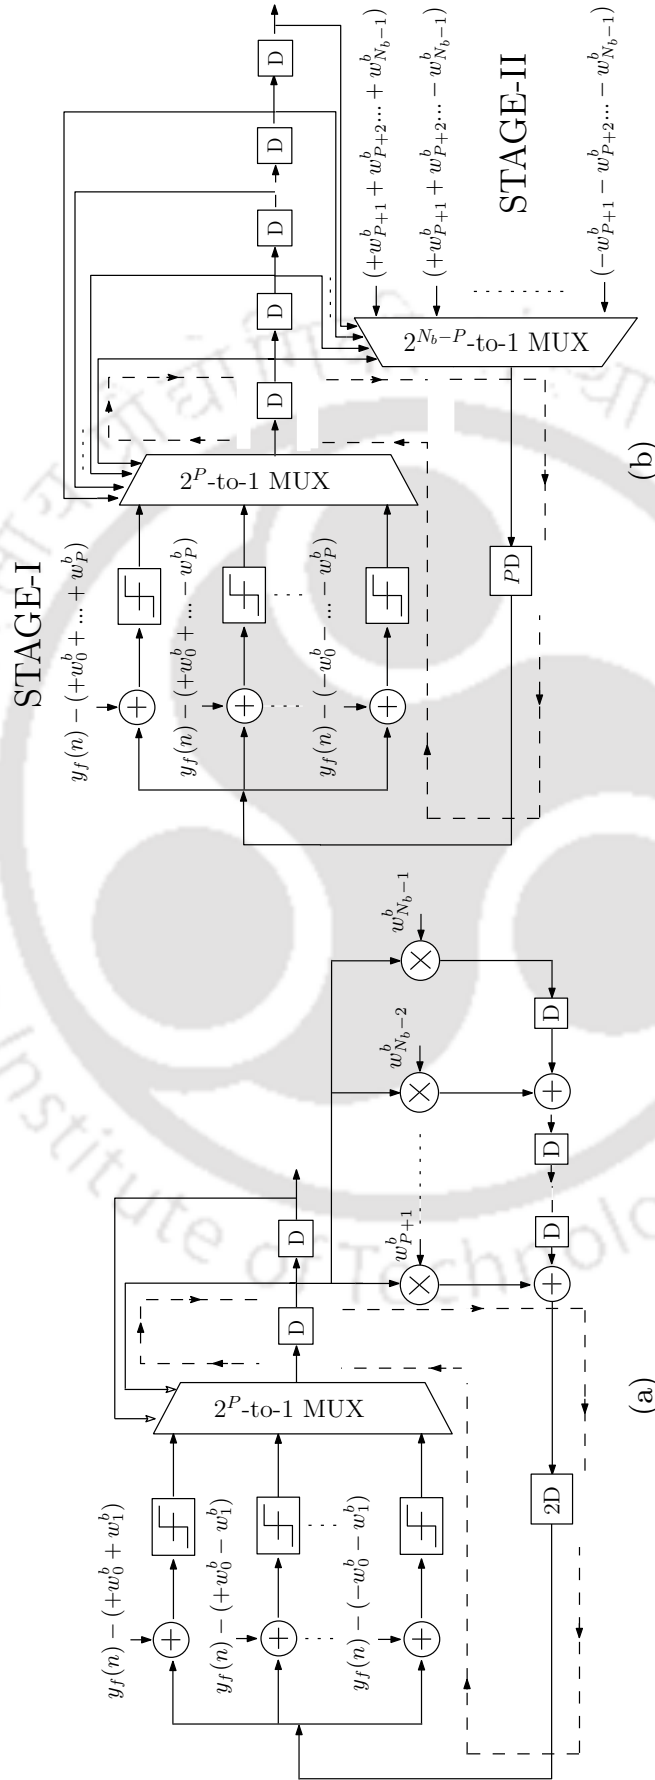 y_f(n) − (+w_0^b + w_1^b)
y_f(n) − (+w_0^b − w_1^b)
y_f(n) − (−w_0^b − w_1^b)
2^P-to-1 MUX
D
D
w_{P+1}^b
w_{N_b−2}^b
w_{N_b−1}^b
D
D
D
2D
(a)
STAGE-I
y_f(n) − (+w_0^b + ... + w_P^b)
y_f(n) − (+w_0^b + ... − w_P^b)
y_f(n) − (−w_0^b − ... − w_P^b)
2^P-to-1 MUX
D
D
D
D
D
2^{N_b−P}-to-1 MUX
(+w_{P+1}^b + w_{P+2}^b... + w_{N_b−1}^b)
(+w_{P+1}^b + w_{P+2}^b... − w_{N_b−1}^b)
(−w_{P+1}^b − w_{P+2}^b... − w_{N_b−1}^b)
STAGE-II
PD
(b)
Institute of Technolo